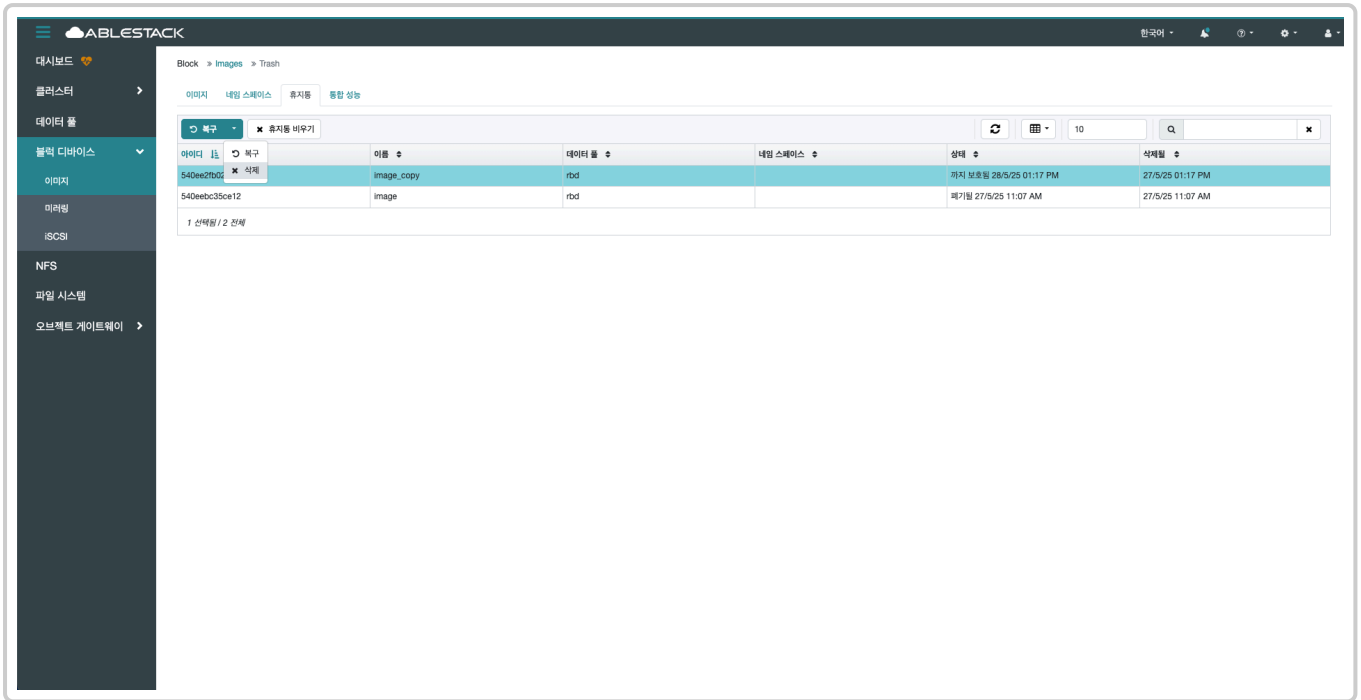 ABLESTACK
한국어
대시보드
클러스터
데이터 풀
블럭 디바이스
이미지
미러링
iSCSI
NFS
파일 시스템
오브젝트 게이트웨이
Block » Images » Trash
이미지 네임 스페이스 휴지통 통합 성능
복구 휴지통 비우기 10
복구
삭제
아이디 이름 데이터 풀 네임 스페이스 상태 삭제될
540ee2fb02 image_copy rbd 까지 보호됨 28/5/25 01:17 PM 27/5/25 01:17 PM
540eebc35ce12 image rbd 폐기됨 27/5/25 11:07 AM 27/5/25 11:07 AM
1 선택됨 / 2 전체